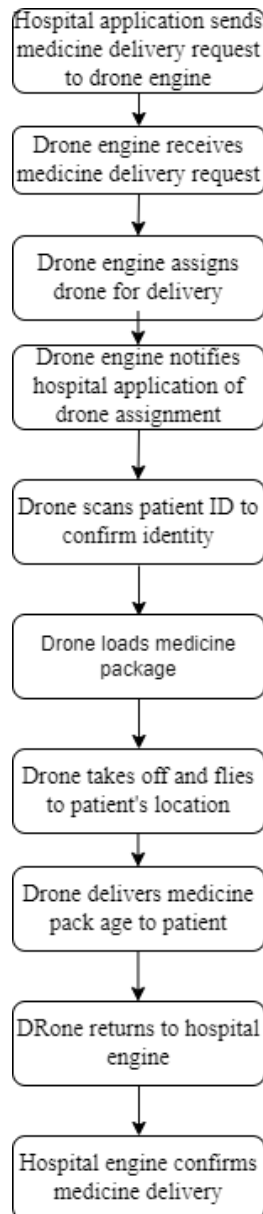 Hospital application sends
medicine delivery request
to drone engine
Drone engine receives
medicine delivery request
Drone engine assigns
drone for delivery
Drone engine notifies
hospital application of
drone assignment
Drone scans patient ID to
confirm identity
Drone loads medicine
package
Drone takes off and flies
to patient's location
Drone delivers medicine
pack age to patient
DRone returns to hospital
engine
Hospital engine confirms
medicine delivery